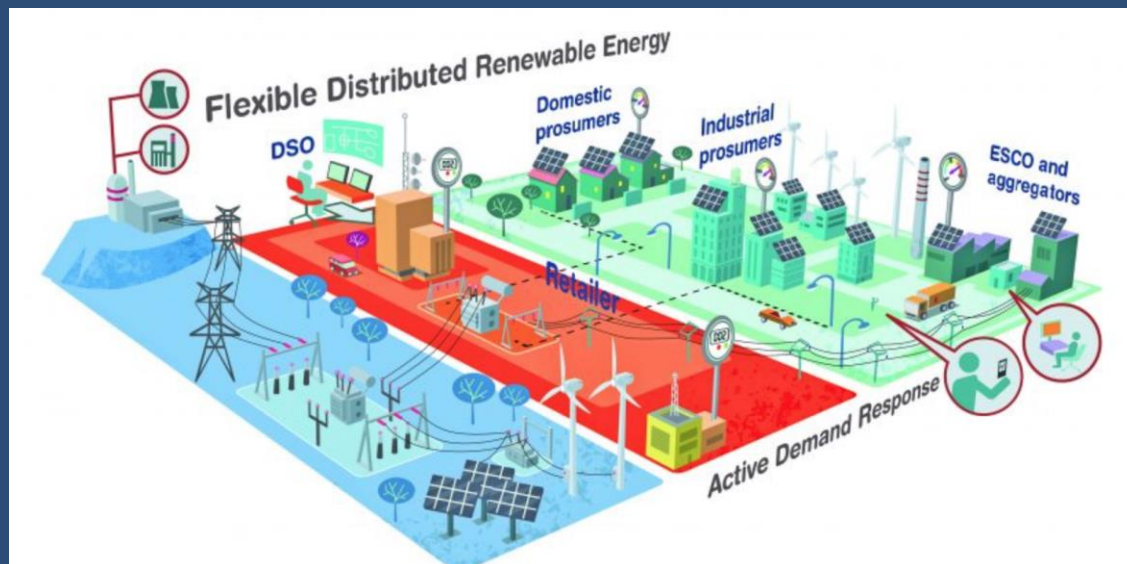 Flexible Distributed Renewable Energy
DSO
Domestic
prosumers
Industrial
prosumers
ESCO and
aggregators
Retailer
Active Demand Response